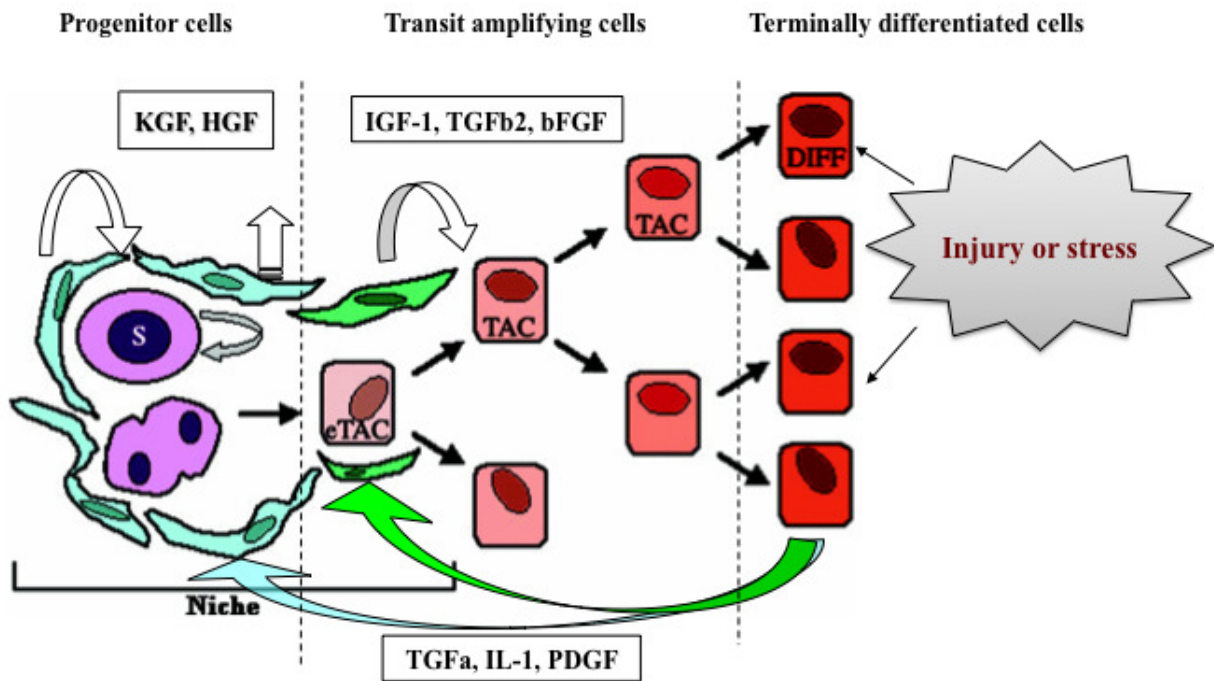 Progenitor cells
Transit amplifying cells
Terminally differentiated cells
KGF, HGF
IGF-1, TGFb2, bFGF
DIFF
TAC
Injury or stress
S
TAC
eTAC
Niche
TGFa, IL-1, PDGF